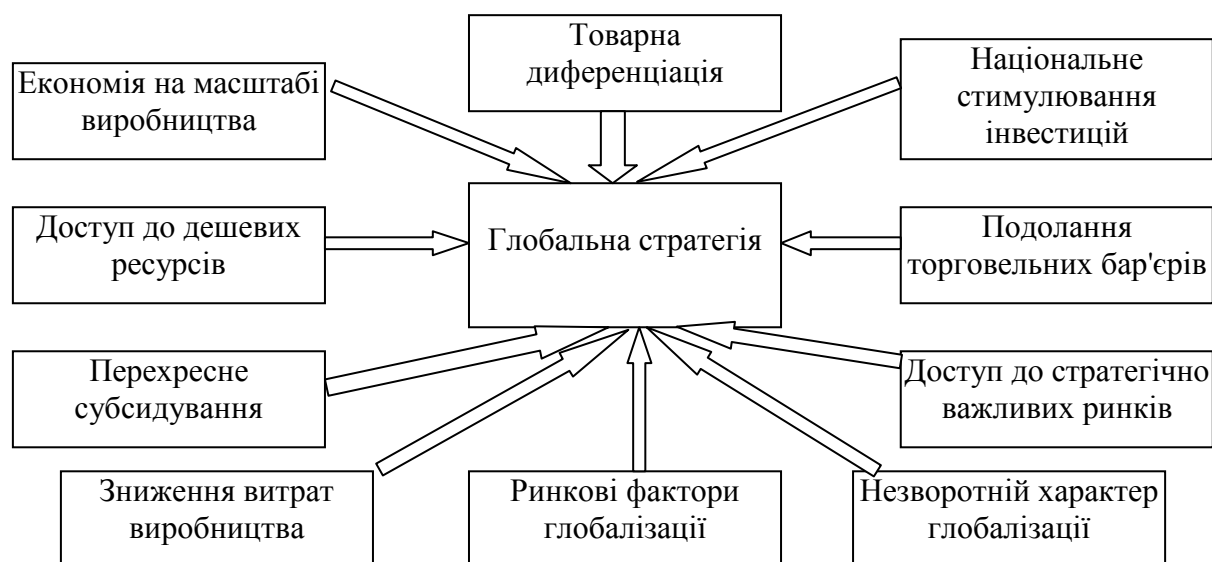 Товарна
диференціація
Економія на масштабі
виробництва
Національне
стимулювання
інвестицій
Доступ до дешевих
ресурсів
Глобальна стратегія
Подолання
торговельних бар'єрів
Перехресне
субсидування
Доступ до стратегічно
важливих ринків
Зниження витрат
виробництва
Ринкові фактори
глобалізації
Незворотній характер
глобалізації